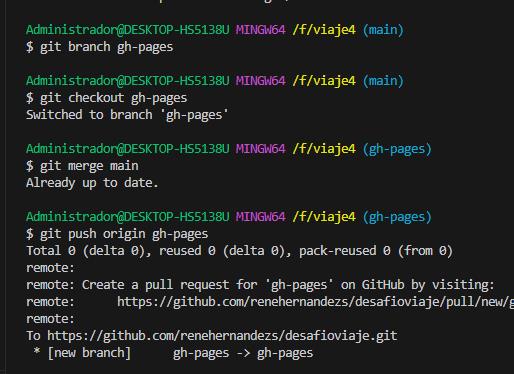 Administrador@DESKTOP-HS5138U MINGW64 /f/viaje4 (main)
$ git branch gh-pages
Administrador@DESKTOP-HS5138U MINGW64 /f/viaje4 (main)
$ git checkout gh-pages
Switched to branch 'gh-pages'
Administrador@DESKTOP-HS5138U MINGW64 /f/viaje4 (gh-pages)
$ git merge main
Already up to date.
Administrador@DESKTOP-HS5138U MINGW64 /f/viaje4 (gh-pages)
$ git push origin gh-pages
Total 0 (delta 0), reused 0 (delta 0), pack-reused 0 (from 0)
remote:
remote: Create a pull request for 'gh-pages' on GitHub by visiting:
remote:      https://github.com/renehernandezs/desafioviaje/pull/new/g
remote:
To https://github.com/renehernandezs/desafioviaje.git
 * [new branch]      gh-pages -> gh-pages